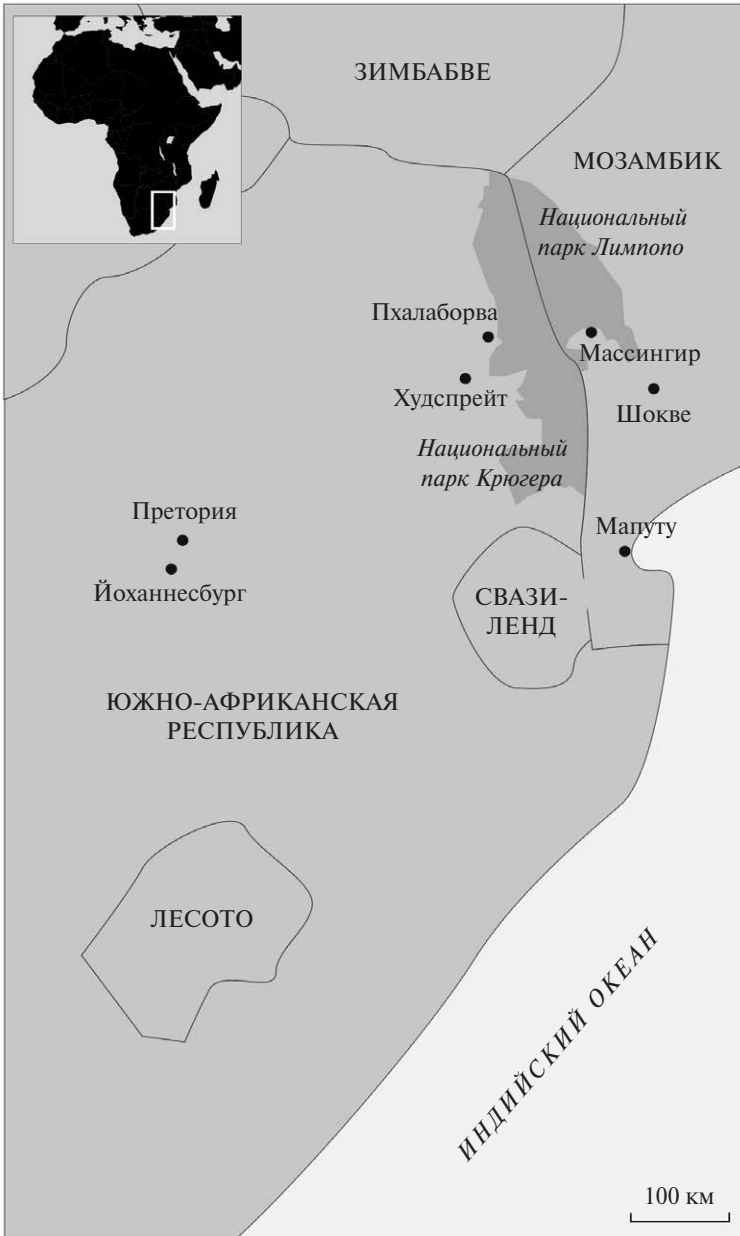 ЗИМБАБВЕ
МОЗАМБИК
Национальный
парк Лимпопо
Пхалаборва
Массингир
Худспрейт
Шокве
Национальный
парк Крюгера
Претория
Мапуту
Йоханнесбург
СВАЗИ-
ЛЕНД
ЮЖНО-АФРИКАНСКАЯ
РЕСПУБЛИКА
ЛЕСОТО
ИНДИЙСКИЙ ОКЕАН
100 км